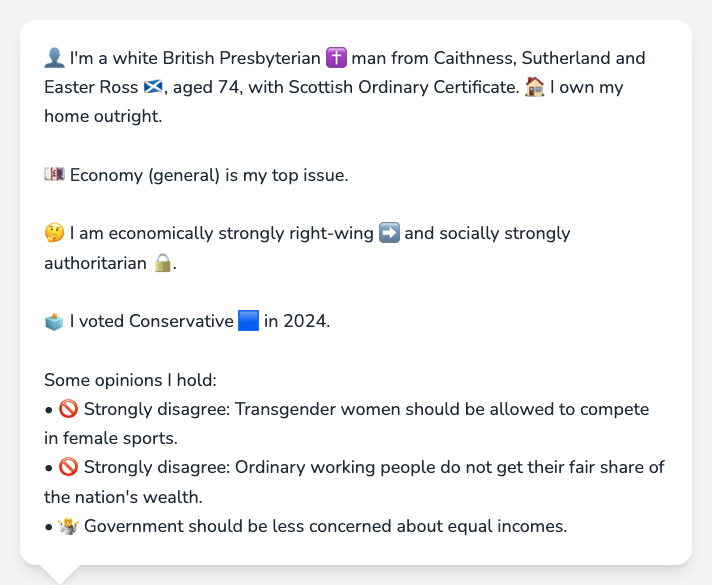 👤 I'm a white British Presbyterian ✝️ man from Caithness, Sutherland and
Easter Ross 🏴󠁧󠁢󠁳󠁣󠁴󠁿, aged 74, with Scottish Ordinary Certificate. 🏠 I own my
home outright.
💷 Economy (general) is my top issue.
🤔 I am economically strongly right-wing ➡️ and socially strongly
authoritarian 🔒.
🗳️ I voted Conservative 🟦 in 2024.
Some opinions I hold:
• 🚫 Strongly disagree: Transgender women should be allowed to compete
in female sports.
• 🚫 Strongly disagree: Ordinary working people do not get their fair share of
the nation's wealth.
• 🤷 Government should be less concerned about equal incomes.